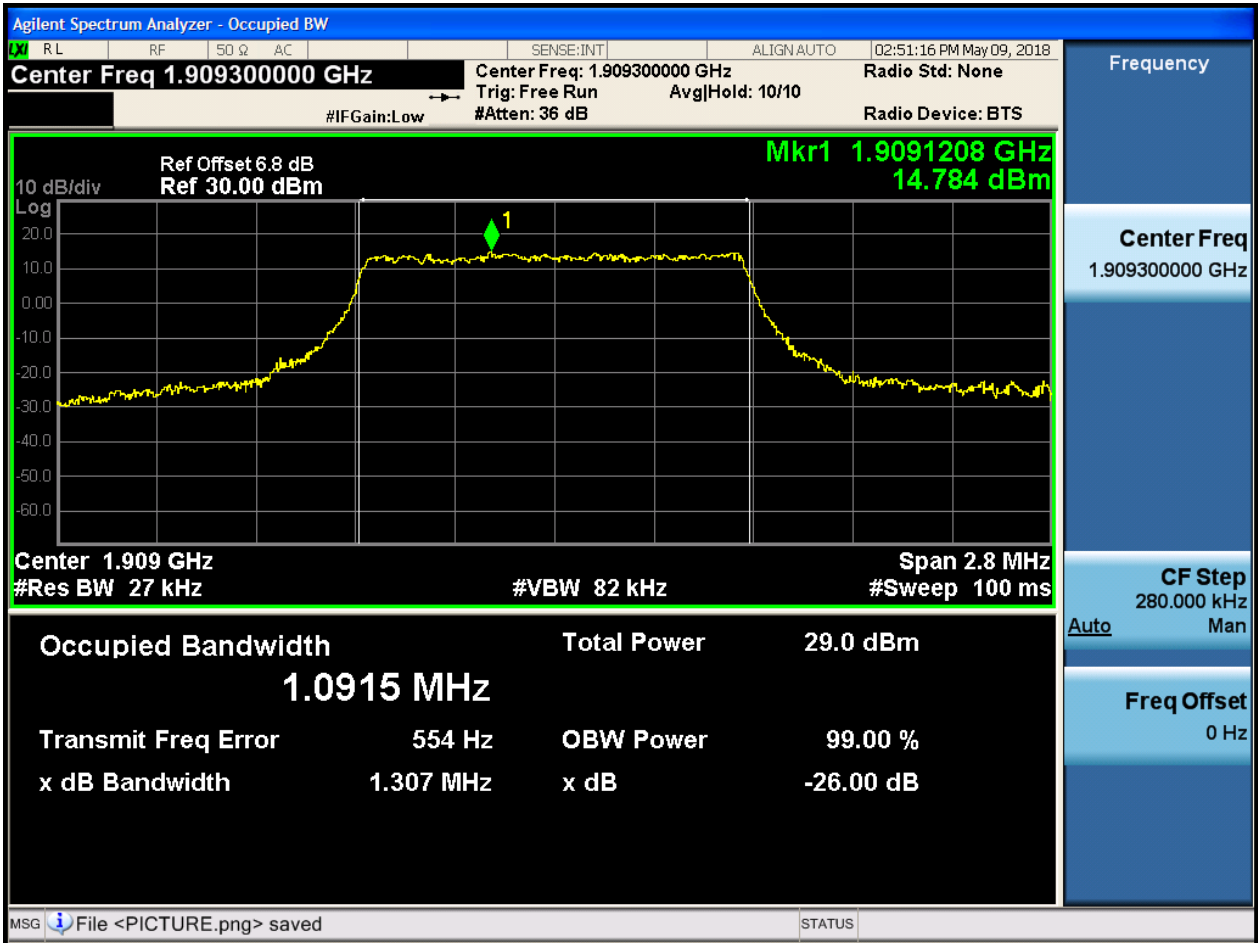 Agilent Spectrum Analyzer - Occupied BW
LXI RL RF 50 Ω AC SENSE:INT ALIGN AUTO 02:51:16 PM May 09, 2018
Center Freq 1.909300000 GHz
Center Freq: 1.909300000 GHz Radio Std: None
Trig: Free Run Avg|Hold: 10/10
#IFGain:Low #Atten: 36 dB Radio Device: BTS
Mkr1 1.9091208 GHz
14.784 dBm
Ref Offset 6.8 dB
10 dB/div Ref 30.00 dBm
Log
1
20.0
10.0
0.00
-10.0
-20.0
-30.0
-40.0
-50.0
-60.0
Center 1.909 GHz Span 2.8 MHz
#Res BW 27 kHz #VBW 82 kHz #Sweep 100 ms
Occupied Bandwidth Total Power 29.0 dBm
1.0915 MHz
Transmit Freq Error 554 Hz OBW Power 99.00 %
x dB Bandwidth 1.307 MHz x dB -26.00 dB
Frequency
Center Freq
1.909300000 GHz
CF Step
280.000 kHz
Auto Man
Freq Offset
0 Hz
MSG File <PICTURE.png> saved STATUS